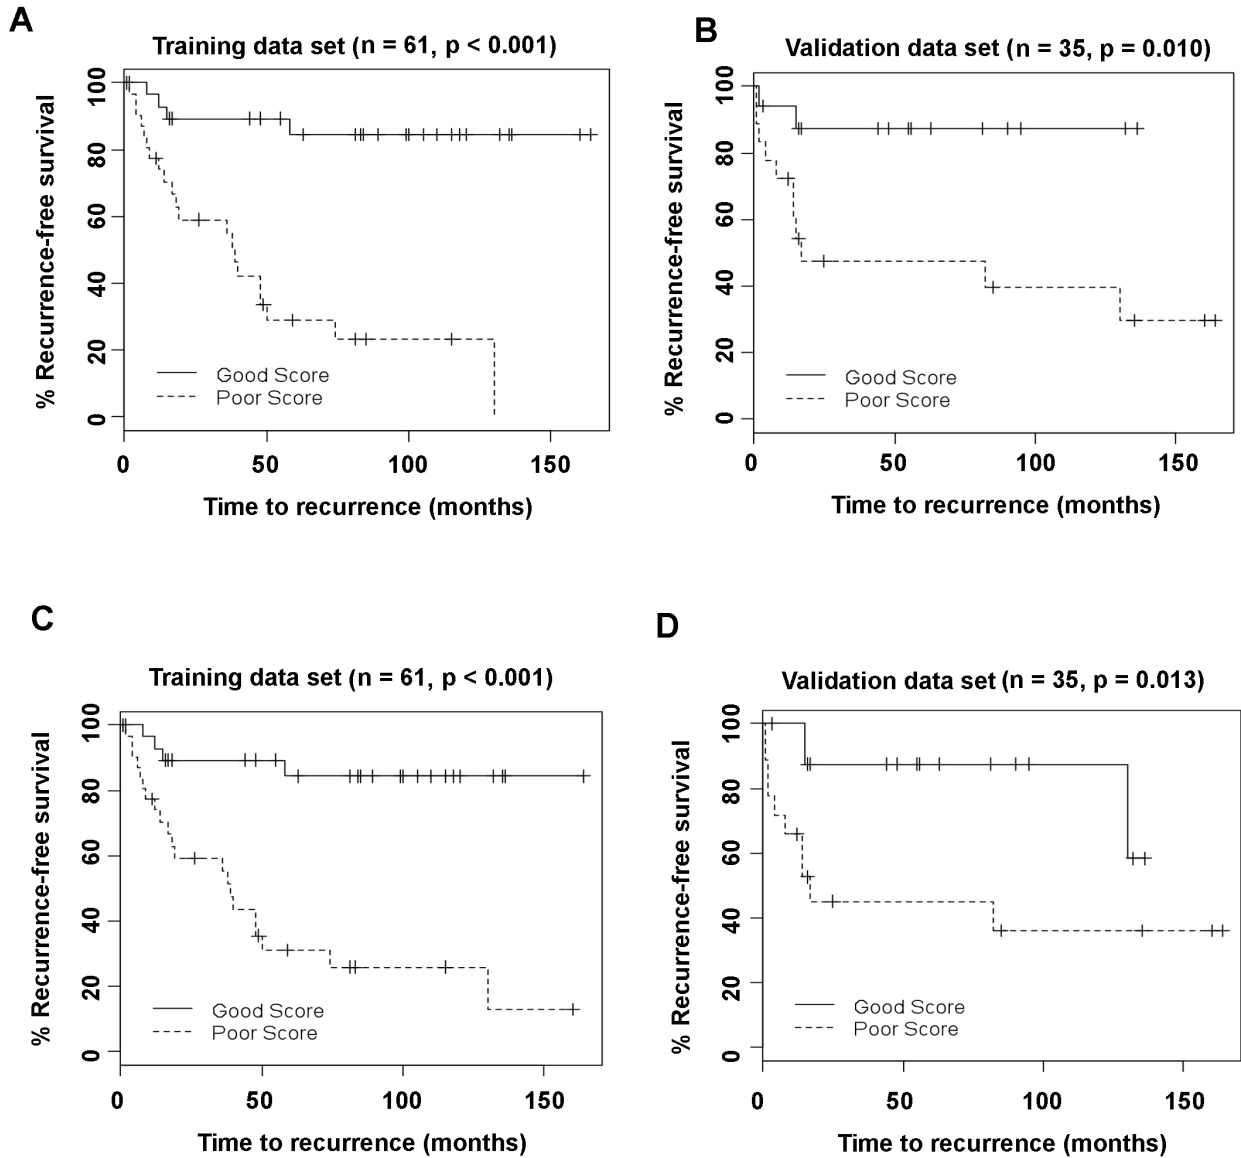 A
Training data set (n = 61, p < 0.001)
% Recurrence-free survival
100
80
60
40
20
0
Good Score
Poor Score
0 50 100 150
Time to recurrence (months)
B
Validation data set (n = 35, p = 0.010)
% Recurrence-free survival
100
80
60
40
20
0
Good Score
Poor Score
0 50 100 150
Time to recurrence (months)
C
Training data set (n = 61, p < 0.001)
% Recurrence-free survival
100
80
60
40
20
0
Good Score
Poor Score
0 50 100 150
Time to recurrence (months)
D
Validation data set (n = 35, p = 0.013)
% Recurrence-free survival
100
80
60
40
20
0
Good Score
Poor Score
0 50 100 150
Time to recurrence (months)